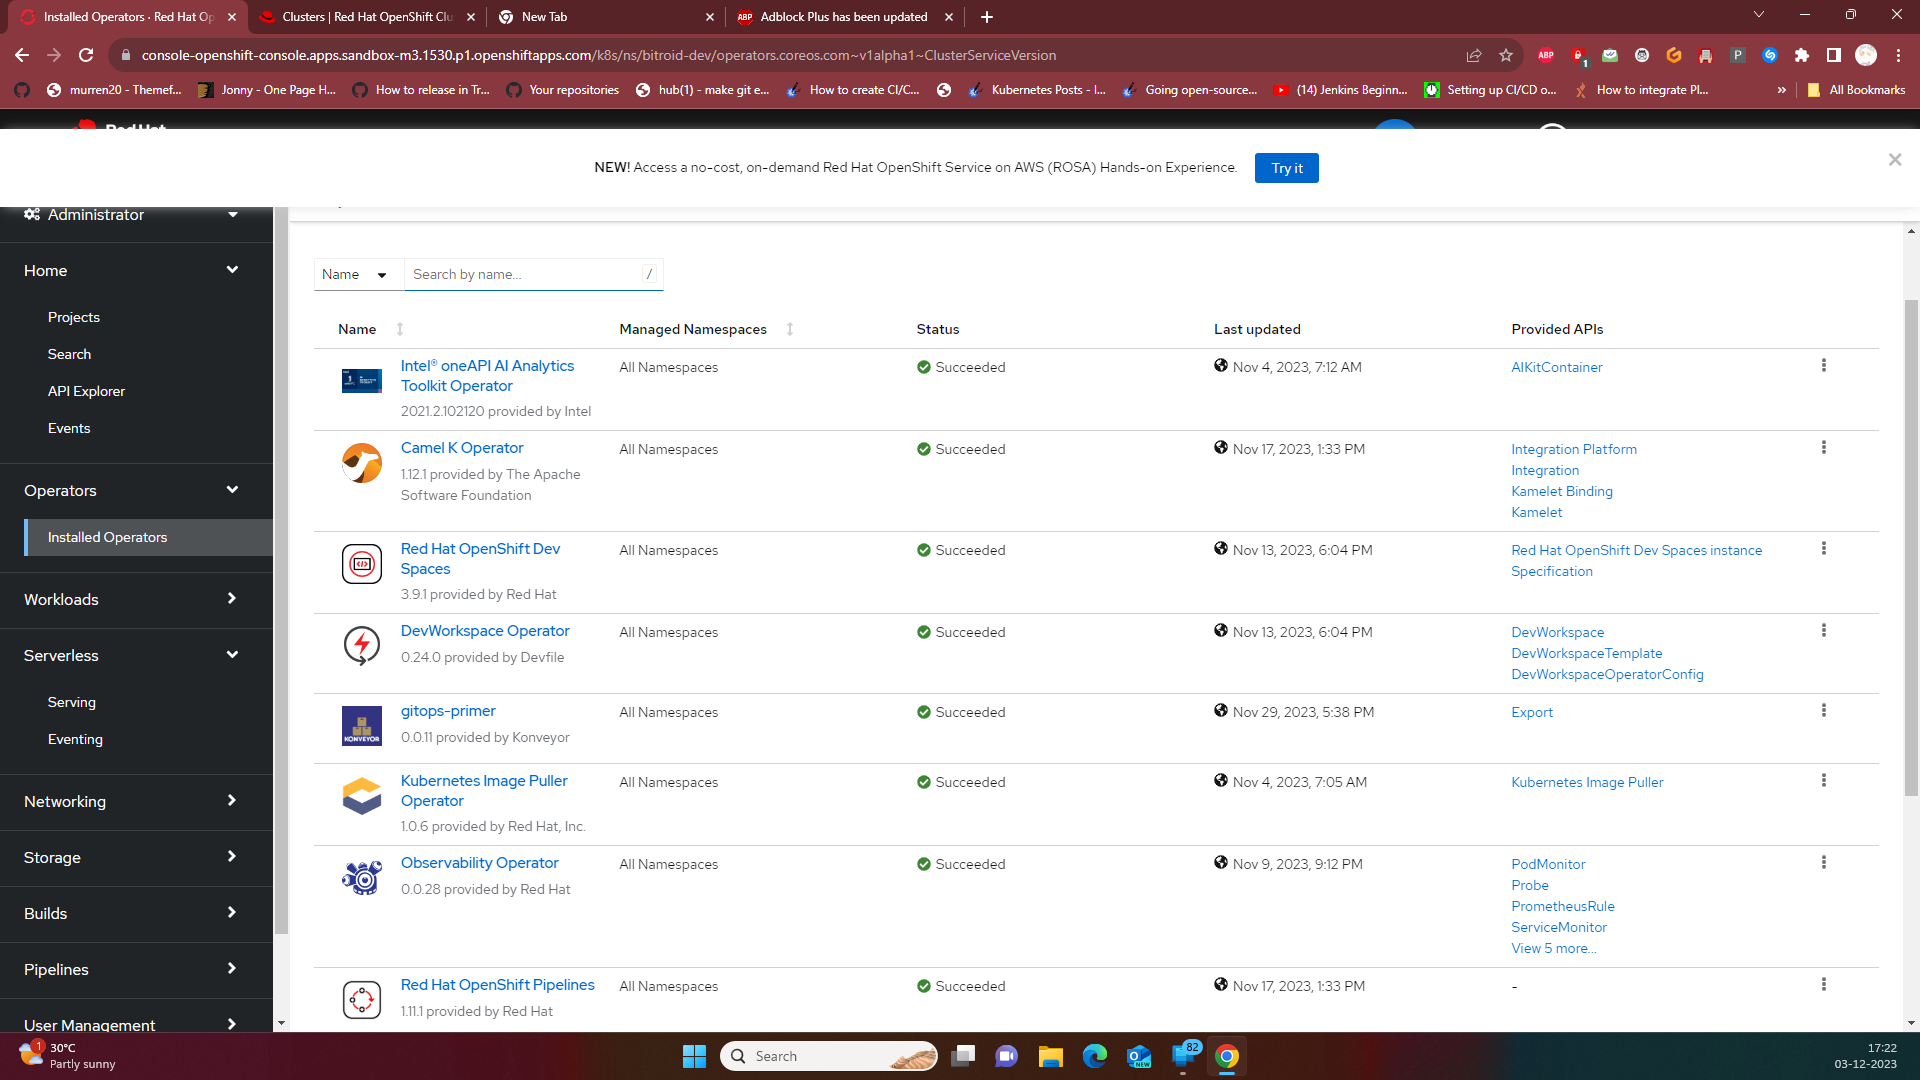 Installed Operators · Red Hat Op
Clusters | Red Hat OpenShift Clu
New Tab
ABP
Adblock Plus has been updated
console-openshift-console.apps.sandbox-m3.1530.p1.openshiftapps.com/k8s/ns/bitroid-dev/operators.coreos.com~v1alpha1~ClusterServiceVersion
ABP
1
P
murren20 - Themef...
Jonny - One Page H...
How to release in Tr...
Your repositories
hub(1) - make git e...
How to create CI/C...
Kubernetes Posts - I...
Going open-source...
(14) Jenkins Beginn...
Setting up CI/CD o...
How to integrate Pl...
»
All Bookmarks
Red Hat
NEW! Access a no-cost, on-demand Red Hat OpenShift Service on AWS (ROSA) Hands-on Experience.
Try it
Administrator
Home
Projects
Search
API Explorer
Events
Operators
Installed Operators
Workloads
Serverless
Serving
Eventing
Networking
Storage
Builds
Pipelines
User Management
Name
Search by name...
/
Name
Managed Namespaces
Status
Last updated
Provided APIs
Intel® oneAPI AI Analytics
Toolkit Operator
2021.2.102120 provided by Intel
All Namespaces
Succeeded
Nov 4, 2023, 7:12 AM
AIKitContainer
Camel K Operator
1.12.1 provided by The Apache
Software Foundation
All Namespaces
Succeeded
Nov 17, 2023, 1:33 PM
Integration Platform
Integration
Kamelet Binding
Kamelet
Red Hat OpenShift Dev
Spaces
3.9.1 provided by Red Hat
All Namespaces
Succeeded
Nov 13, 2023, 6:04 PM
Red Hat OpenShift Dev Spaces instance
Specification
DevWorkspace Operator
0.24.0 provided by Devfile
All Namespaces
Succeeded
Nov 13, 2023, 6:04 PM
DevWorkspace
DevWorkspaceTemplate
DevWorkspaceOperatorConfig
KONVEYOR
gitops-primer
0.0.11 provided by Konveyor
All Namespaces
Succeeded
Nov 29, 2023, 5:38 PM
Export
Kubernetes Image Puller
Operator
1.0.6 provided by Red Hat, Inc.
All Namespaces
Succeeded
Nov 4, 2023, 7:05 AM
Kubernetes Image Puller
Observability Operator
0.0.28 provided by Red Hat
All Namespaces
Succeeded
Nov 9, 2023, 9:12 PM
PodMonitor
Probe
PrometheusRule
ServiceMonitor
View 5 more...
Red Hat OpenShift Pipelines
1.11.1 provided by Red Hat
All Namespaces
Succeeded
Nov 17, 2023, 1:33 PM
-
1
30°C
Partly sunny
Search
NEW
82
17:22
03-12-2023